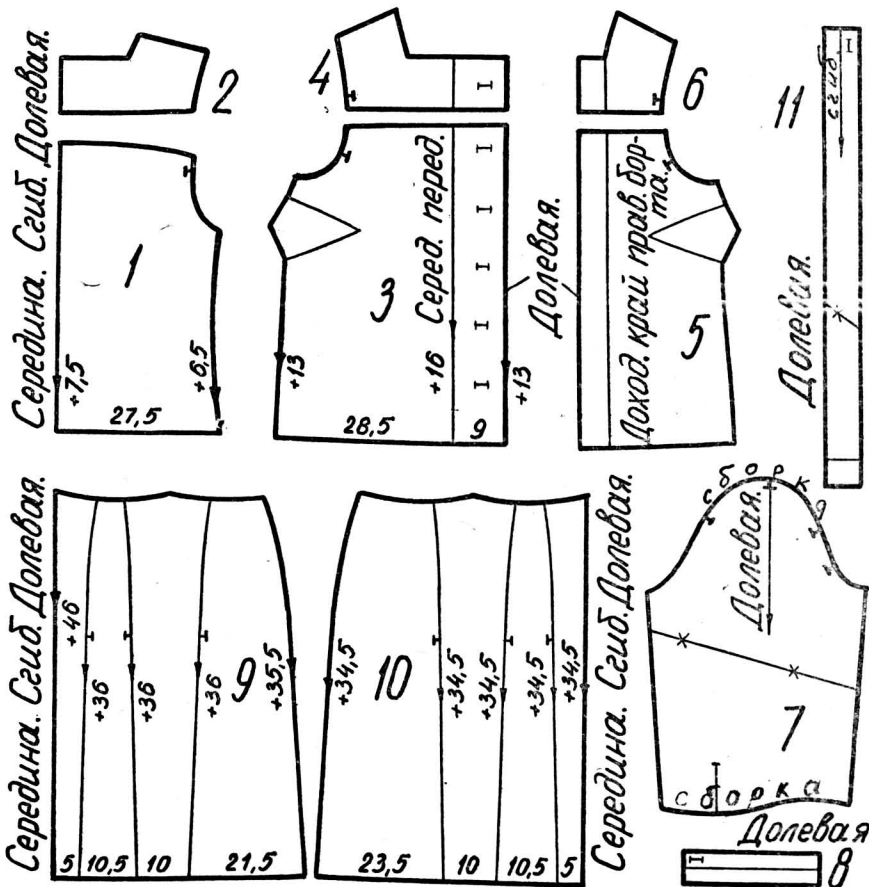 Середина. Сгиб. Долевая.
2
1
+7,5
+6,5
27,5
4
3
Серед. перед.
+13
+16
+13
28,5
9
Долевая.
6
Доход. край прав. бор-
та.
5
11
сгиб
Долевая.
Середина. Сгиб. Долевая.
+46
+36
+36
+36
+35,5
9
5
10,5
10
21,5
10
+34,5
+34,5
+34,5
+34,5
+34,5
23,5
10
10,5
5
Середина. Сгиб. Долевая.
сборка
Долевая.
7
сборка
Долевая
8